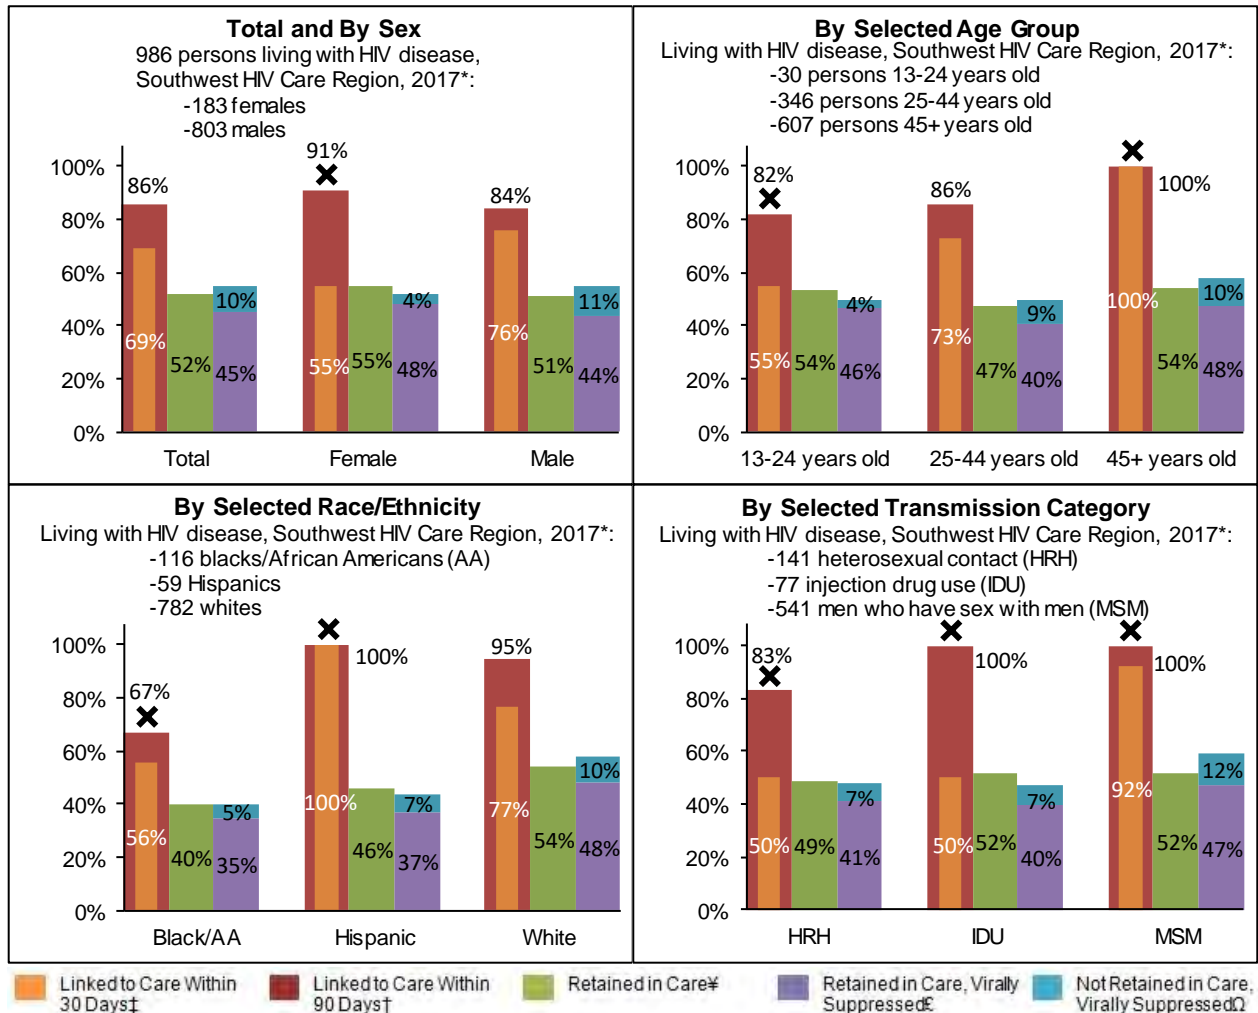 Total and By Sex
986 persons living with HIV disease,
Southwest HIV Care Region, 2017*:
-183 females
-803 males
100%
80%
60%
40%
20%
0%
86%
69%
52%
10%
45%
91%
55%
55%
4%
48%
84%
76%
51%
11%
44%
Total
Female
Male
By Selected Age Group
Living with HIV disease, Southwest HIV Care Region, 2017*:
-30 persons 13-24 years old
-346 persons 25-44 years old
-607 persons 45+ years old
100%
80%
60%
40%
20%
0%
82%
55%
54%
4%
46%
86%
73%
47%
9%
40%
100%
100%
54%
10%
48%
13-24 years old
25-44 years old
45+ years old
By Selected Race/Ethnicity
Living with HIV disease, Southwest HIV Care Region, 2017*:
-116 blacks/African Americans (AA)
-59 Hispanics
-782 whites
100%
80%
60%
40%
20%
0%
67%
56%
40%
5%
35%
100%
100%
46%
7%
37%
95%
77%
54%
10%
48%
Black/AA
Hispanic
White
By Selected Transmission Category
Living with HIV disease, Southwest HIV Care Region, 2017*:
-141 heterosexual contact (HRH)
-77 injection drug use (IDU)
-541 men who have sex with men (MSM)
100%
80%
60%
40%
20%
0%
83%
50%
49%
7%
41%
100%
50%
52%
7%
40%
100%
92%
52%
12%
47%
HRH
IDU
MSM
Linked to Care Within
30 Days‡
Linked to Care Within
90 Days†
Retained in Care¥
Retained in Care, Virally
Suppressed£
Not Retained in Care,
Virally SuppressedΩ